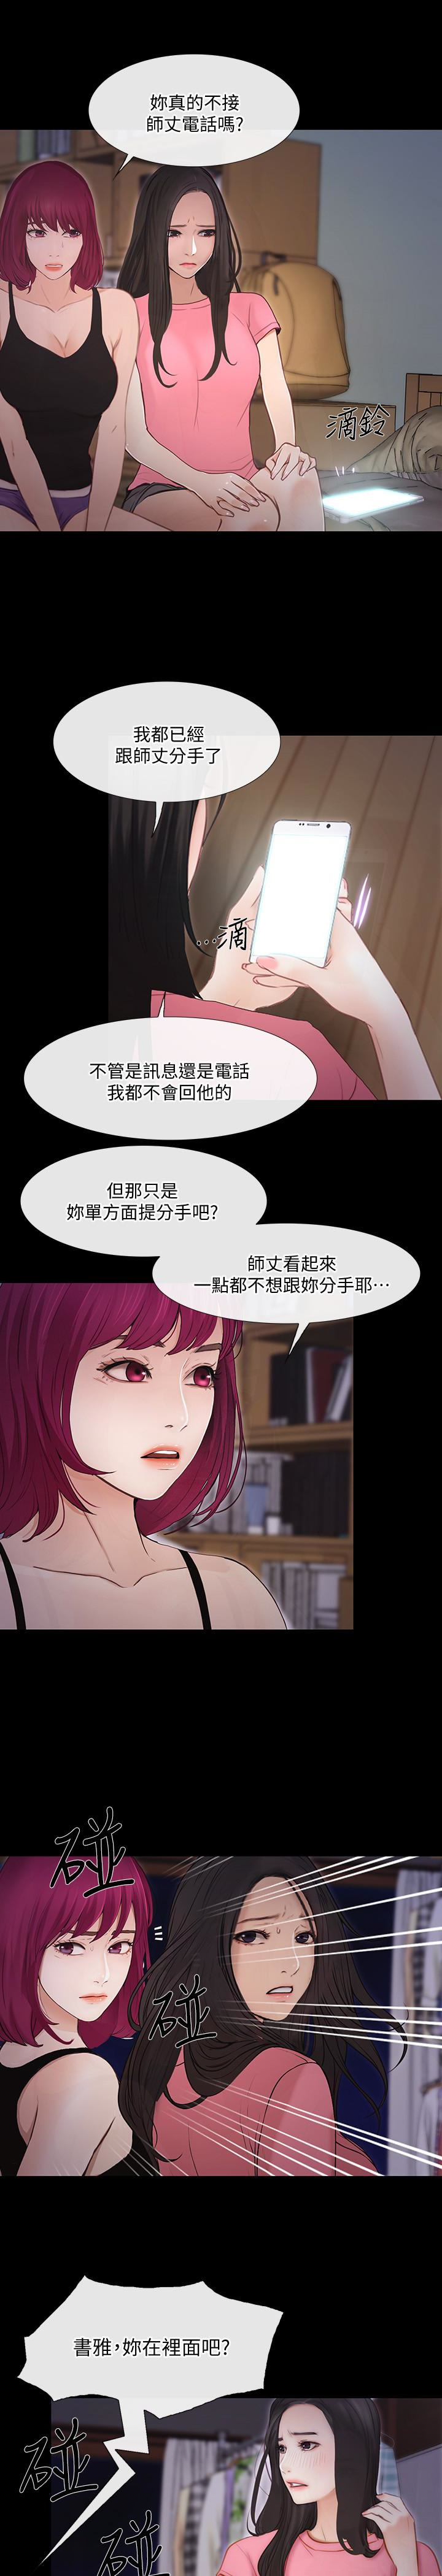 妳真的不接
師丈電話嗎?
滴鈴
我都已經
跟師丈分手了
…滴
不管是訊息還是電話
我都不會回他的
但那只是
妳單方面提分手吧?
師丈看起來
一點都不想跟妳分手耶…
碰
碰
書雅,妳在裡面吧?
碰
碰